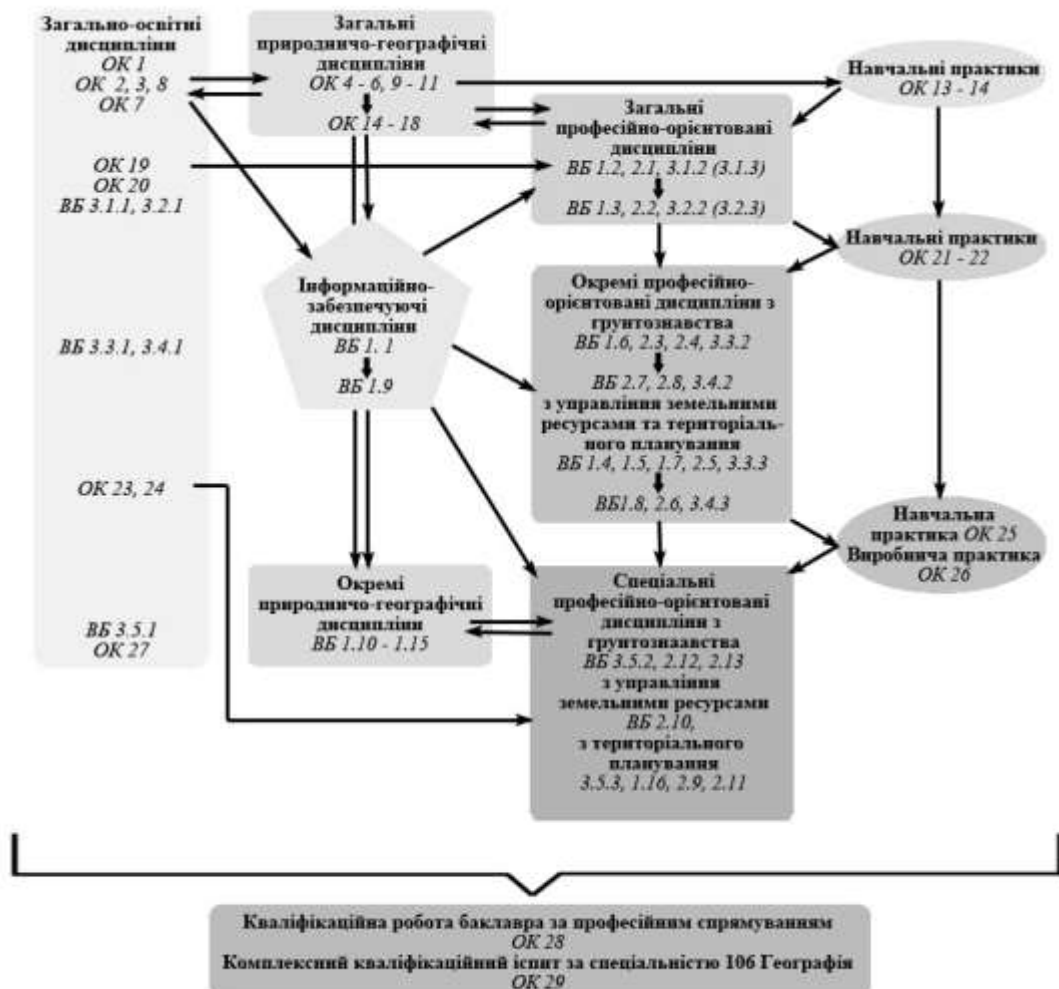 Загально-освітні
дисципліни
ОК 1
ОК 2, 3, 8
ОК 7
ОК 19
ОК 20
ВБ 3.1.1, 3.2.1
ВБ 3.3.1, 3.4.1
ОК 23, 24
ВБ 3.5.1
ОК 27
Загальні
природничо-географічні
дисципліни
ОК 4 - 6, 9 - 11
ОК 14 - 18
Інформаційно-
забезпечуючі
дисципліни
ВБ 1. 1
ВБ 1.9
Окремі
природничо-географічні
дисципліни
ВБ 1.10 - 1.15
Загальні
професійно-орієнтовані
дисципліни
ВБ 1.2, 2.1, 3.1.2 (3.1.3)
ВБ 1.3, 2.2, 3.2.2 (3.2.3)
Окремі професійно-
орієнтовані дисципліни з
грунтознавства
ВБ 1.6, 2.3, 2.4, 3.3.2
ВБ 2.7, 2.8, 3.4.2
з управління земельними
ресурсами та територіаль-
ного планування
ВБ 1.4, 1.5, 1.7, 2.5, 3.3.3
ВБ1.8, 2.6, 3.4.3
Спеціальні
професійно-орієнтовані
дисципліни з
грунтознаавства
ВБ 3.5.2, 2.12, 2.13
з управління
земельними ресурсами
ВБ 2.10,
з територіального
планування
3.5.3, 1.16, 2.9, 2.11
Навчальні практики
ОК 13 - 14
Навчальні практики
ОК 21 - 22
Навчальна
практика ОК 25
Виробнича практика
ОК 26
Кваліфікаційна робота баклавра за професійним спрямуванням
ОК 28
Комплексний кваліфікаційний іспит за спеціальністю 106 Географія
ОК 29